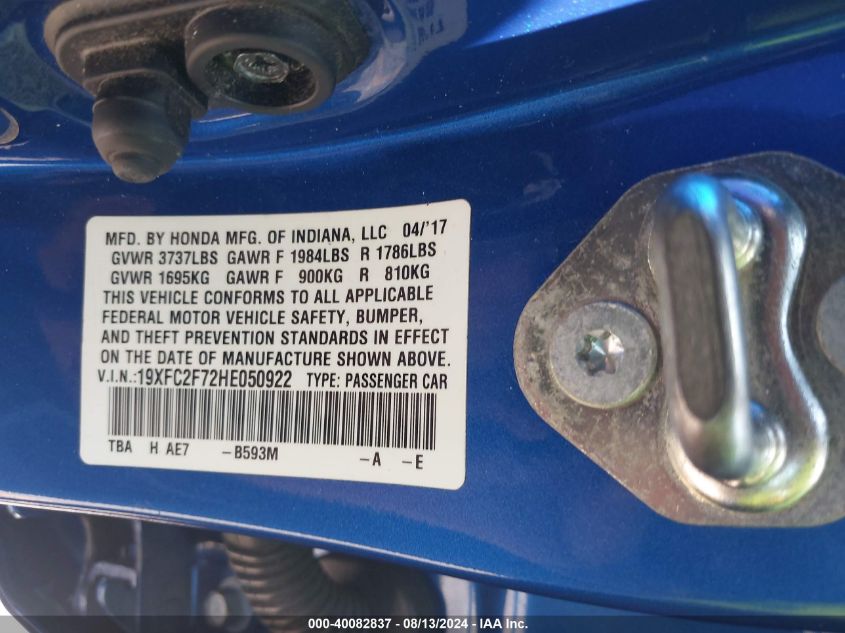 MFD. BY HONDA MFG. OF INDIANA, LLC 04/'17
GVWR 3737LBS GAWR F 1984LBS R 1786LBS
GVWR 1695KG GAWR F 900KG R 810KG
THIS VEHICLE CONFORMS TO ALL APPLICABLE
FEDERAL MOTOR VEHICLE SAFETY, BUMPER,
AND THEFT PREVENTION STANDARDS IN EFFECT
ON THE DATE OF MANUFACTURE SHOWN ABOVE.
V.I.N.:19XFC2F72HE050922 TYPE: PASSENGER CAR
TBA H AE7 -B593M -A -E
000-40082837 - 08/13/2024 - IAA Inc.